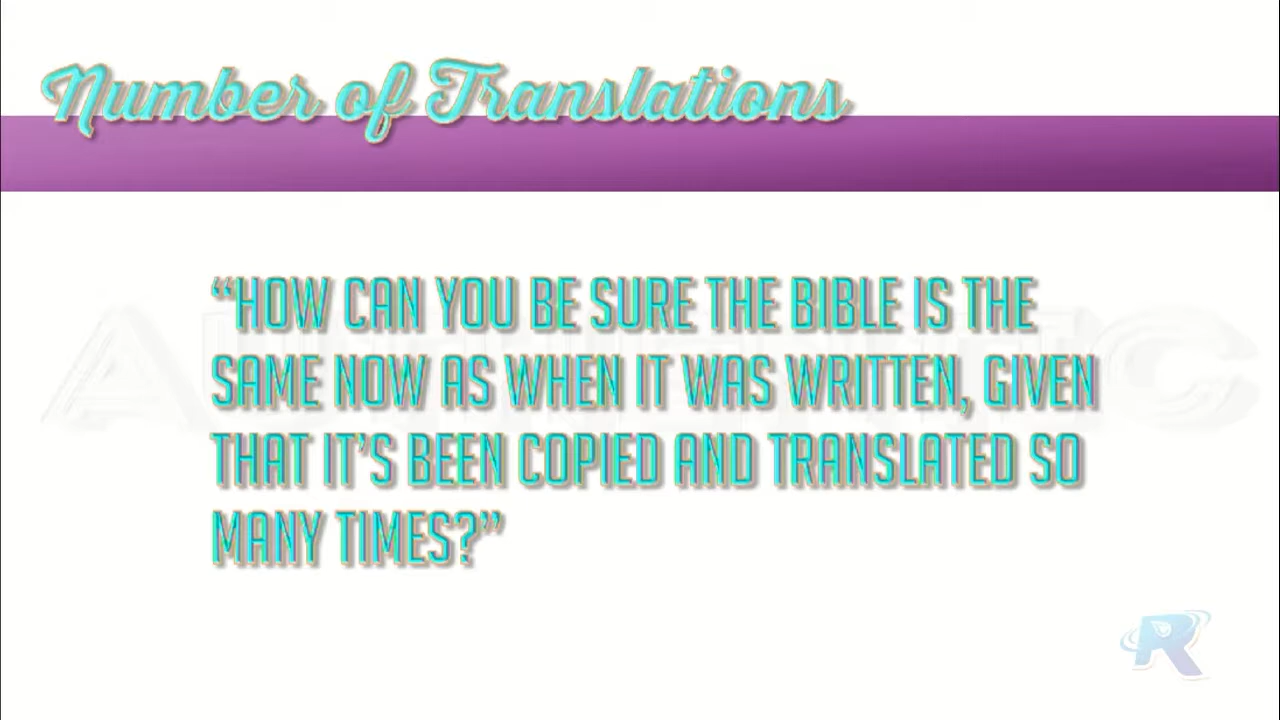 Number of Translations
“HOW CAN YOU BE SURE THE BIBLE IS THE
SAME NOW AS WHEN IT WAS WRITTEN, GIVEN
THAT IT’S BEEN COPIED AND TRANSLATED SO
MANY TIMES?”
R